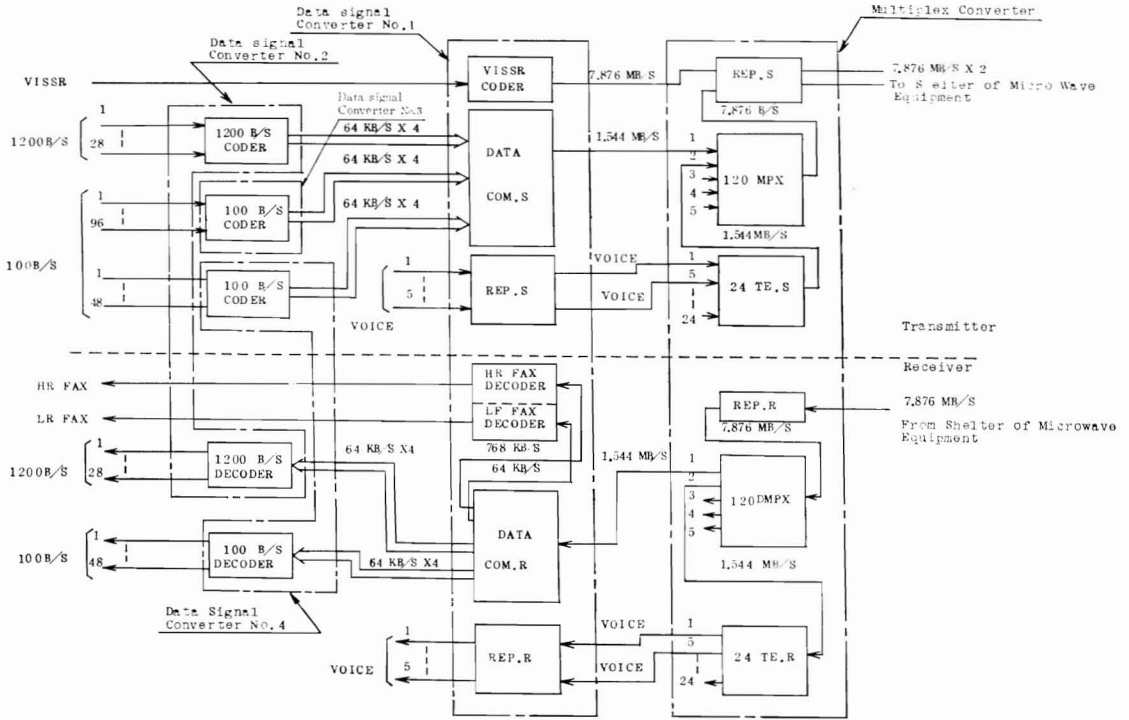 Data signal
Converter No.1
Multiplex Converter
Data signal
Converter No.2
VISSR
VISSR
CODER
7.876 MB/S
REP.S
7.876 MB/S X 2
To Shelter of Micro Wave
Equipment
7.876 B/S
Data signal
Converter No.3
1200B/S
1
28
1200 B/S
CODER
64 KB/S X 4
64 KB/S X 4
64 KB/S X 4
DATA
COM.S
1.544 MB/S
1
2
3
4
5
120 MPX
1.544MB/S
100B/S
1
96
100 B/S
CODER
1
48
100 B/S
CODER
VOICE
1
5
REP.S
VOICE
VOICE
1
5
24
24 TE.S
Transmitter
Receiver
HR FAX
LR FAX
HR FAX
DECODER
LF FAX
DECODER
768 KB/S
64 KB/S
REP.R
7.876 MB/S
7.876 MB/S
From Shelter of Microwave
Equipment
1200B/S
1
28
1200 B/S
DECODER
64 KB/S X4
1.544 MB/S
1
2
3
4
5
120DMPX
1.544 MB/S
100B/S
1
48
100 B/S
DECODER
64 KB/S X4
DATA
COM.R
Data Signal
Converter No.4
VOICE
1
5
REP.R
VOICE
VOICE
1
5
24
24 TE.R